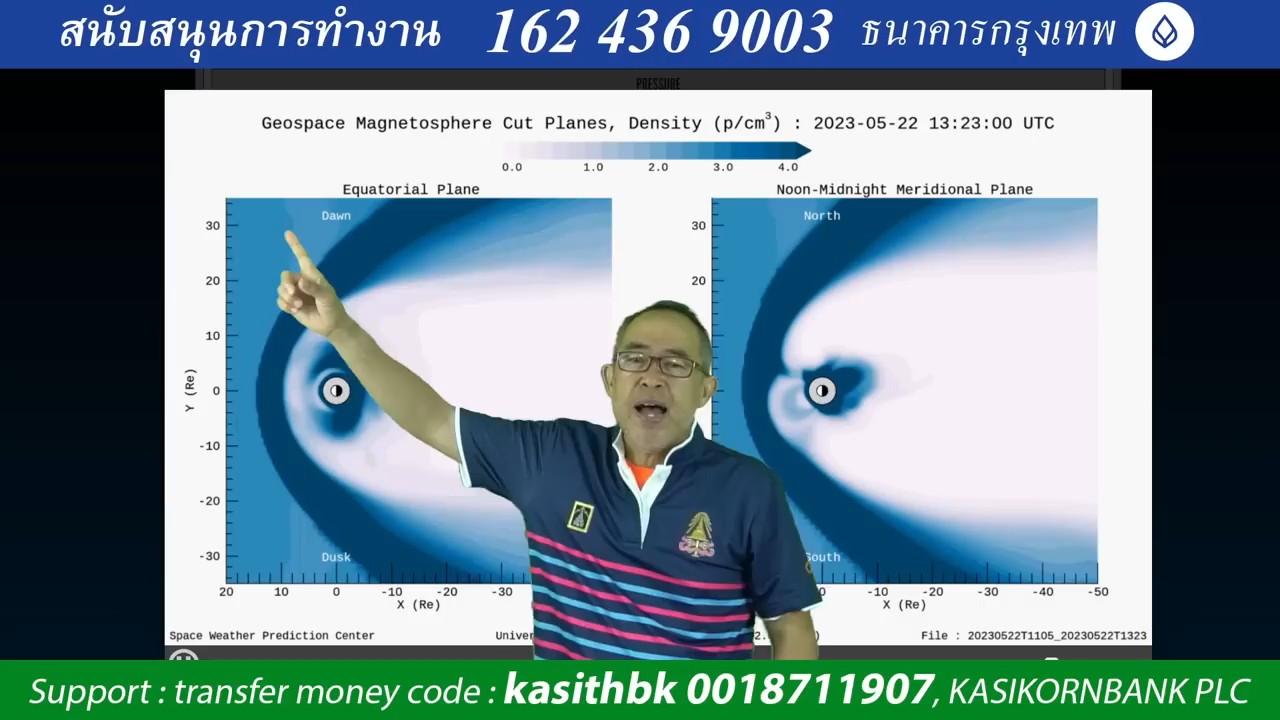 สนับสนุนการทำงาน 162 436 9003 ธนาคารกรุงเทพ
PRESSURE
Geospace Magnetosphere Cut Planes, Density (p/cm3) : 2023-05-22 13:23:00 UTC
0.0 1.0 2.0 3.0 4.0
Equatorial Plane Noon-Midnight Meridional Plane
Dawn North
30 30
20 20
10
0
Y (Re)
-10
-20
-30
Dusk South
20 10 0 -10 -20 -30 0 -10 -20 -30 -40 -50
X (Re) X (Re)
Space Weather Prediction Center File : 20230522T1105_20230522T1323
Support : transfer money code : kasithbk 0018711907, KASIKORNBANK PLC